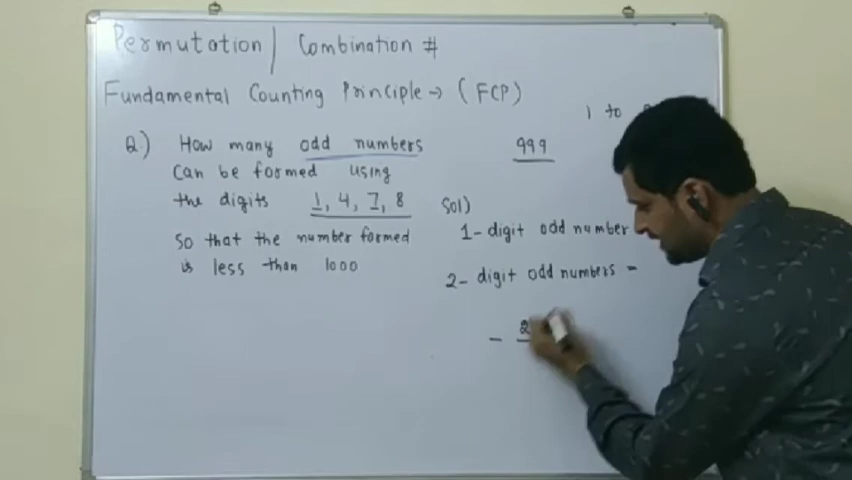 Permutation | Combination #
Fundamental Counting Principle → (FCP)
1 to
Q.) How many odd numbers
can be formed using
the digits 1, 4, 7, 8
so that the number formed
is less than 1000
999
Sol)
1- digit odd number
2- digit odd numbers =
- 2